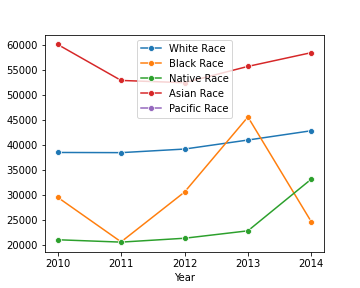 60000
55000
50000
45000
40000
35000
30000
25000
20000
White Race
Black Race
Native Race
Asian Race
Pacific Race
2010 2011 2012 2013 2014
Year